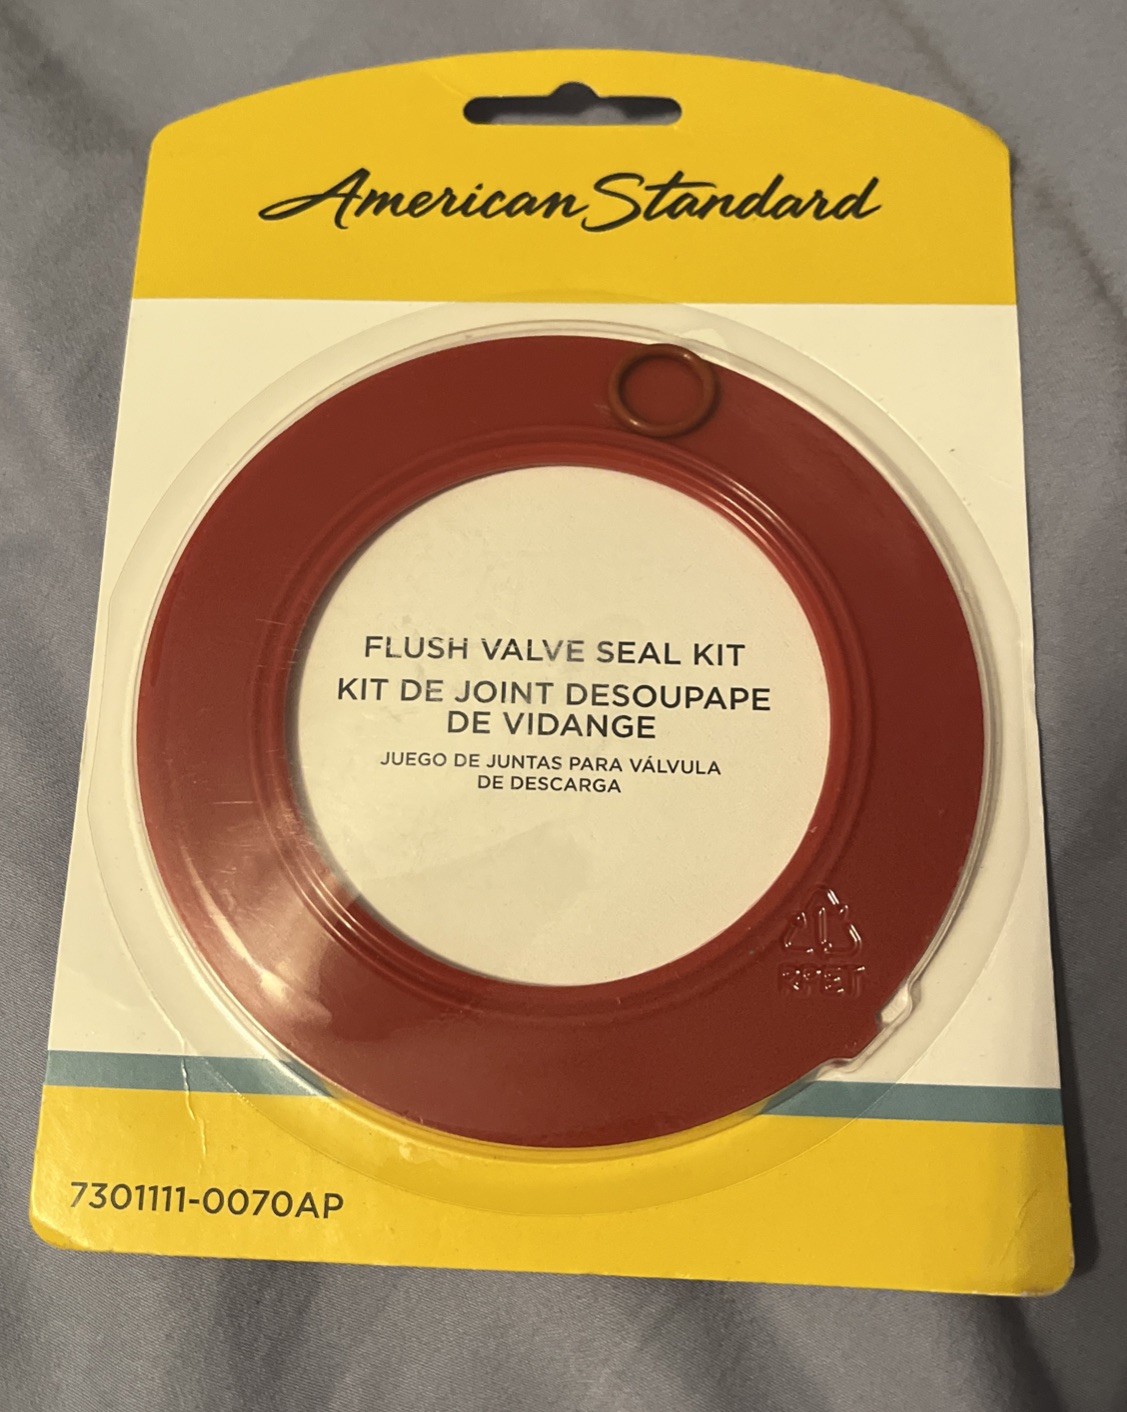 American Standard
FLUSH VALVE SEAL KIT
KIT DE JOINT DESOUPAPE
DE VIDANGE
JUEGO DE JUNTAS PARA VÁLVULA
DE DESCARGA
RPET
7301111-0070AP